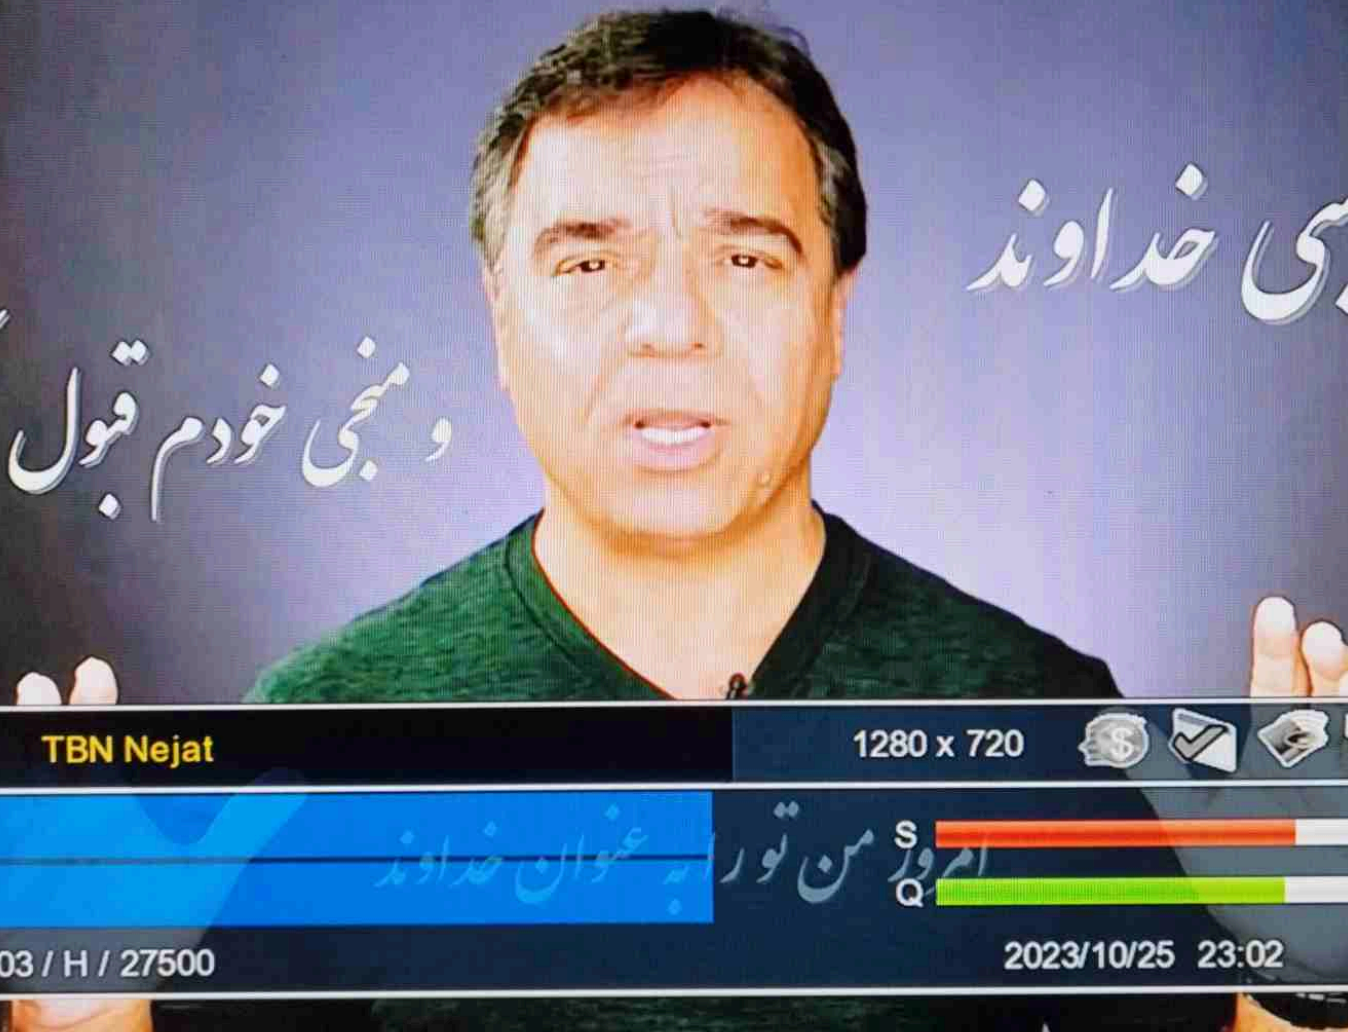 خداوند
و منجی خودم قبول
TBN Nejat
1280 x 720
$
امروز من تو را به عنوان خداوند
S
Q
03 / H / 27500
2023/10/25 23:02